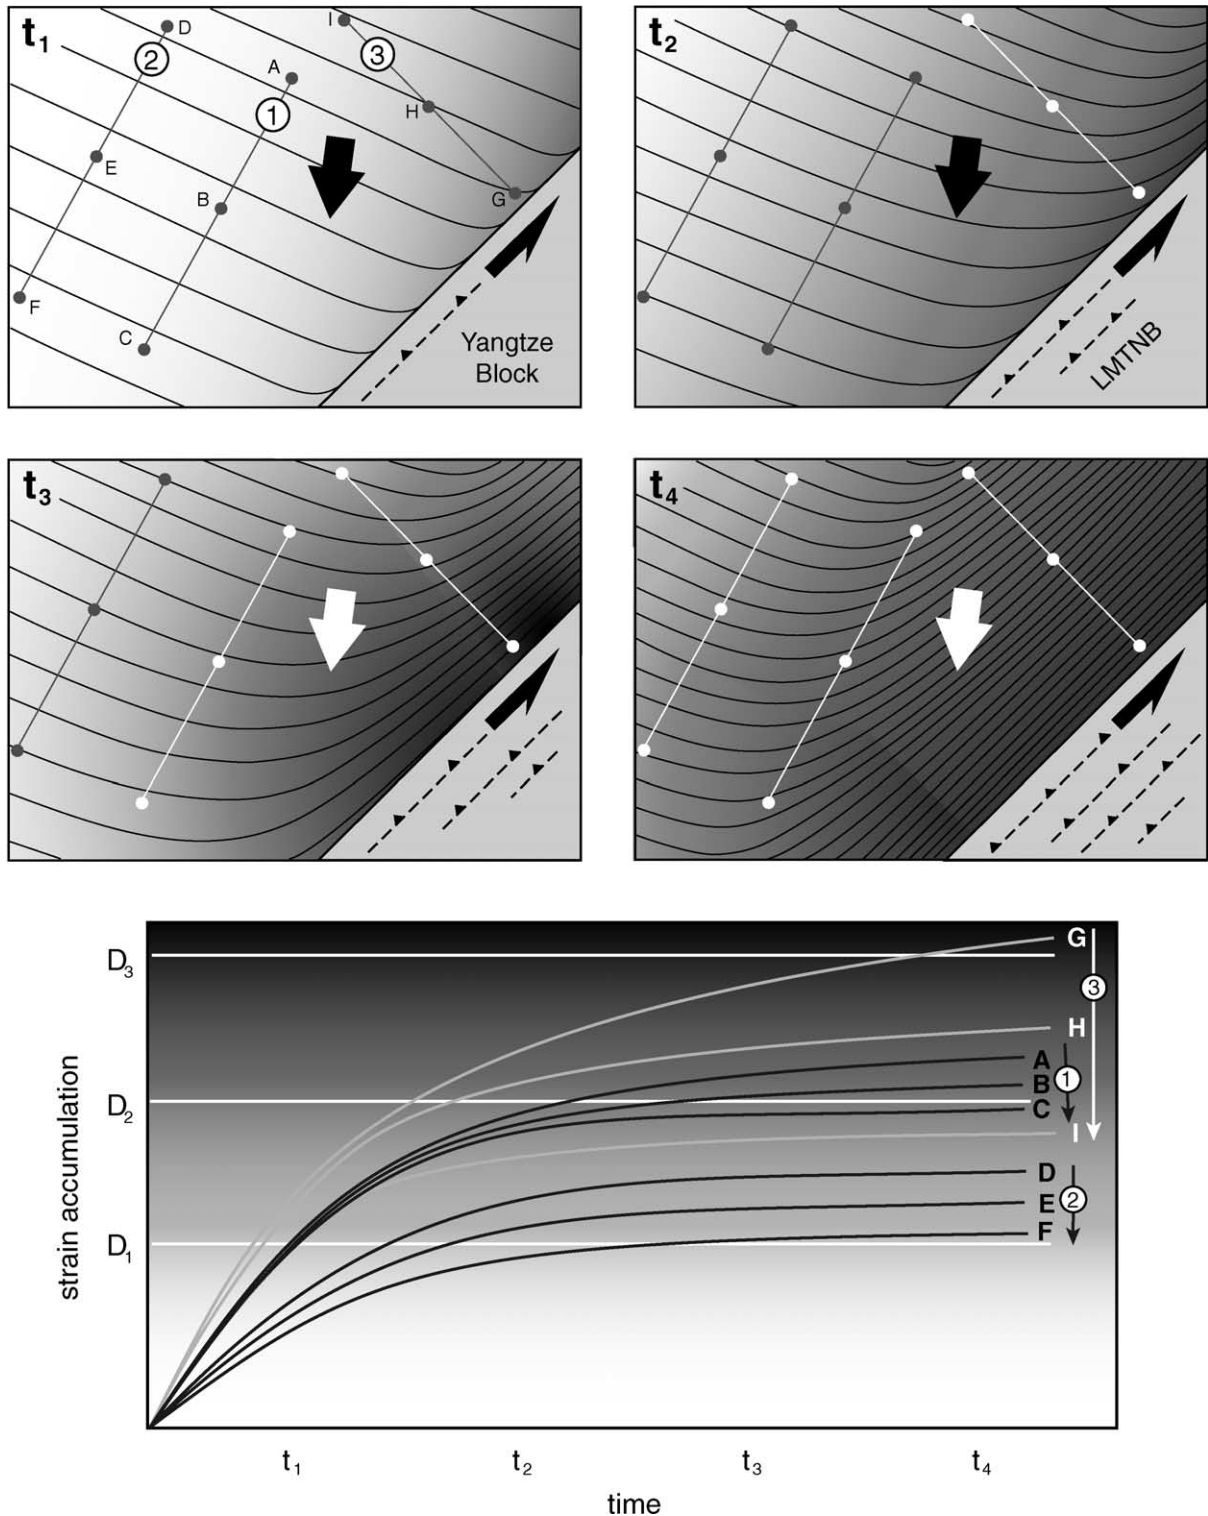 t1
D
2
I
3
A
1
H
E
B
G
F
C
Yangtze
Block
t2
LMTNB
t3
t4
D3
D2
D1
strain accumulation
G
3
H
A
B
1
C
I
D
E
2
F
t1
t2
t3
t4
time